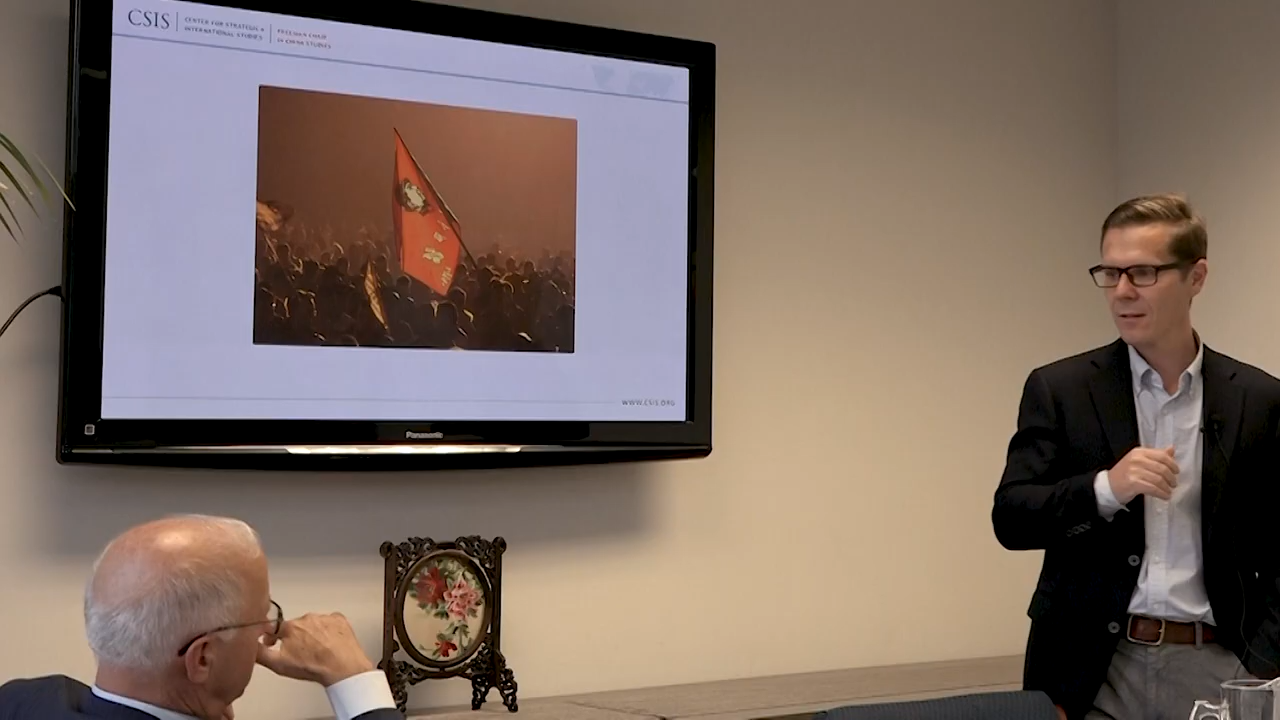 CSIS
CENTER FOR STRATEGIC &
INTERNATIONAL STUDIES
FREEMAN CHAIR
IN CHINA STUDIES
WWW.CSIS.ORG
Panasonic